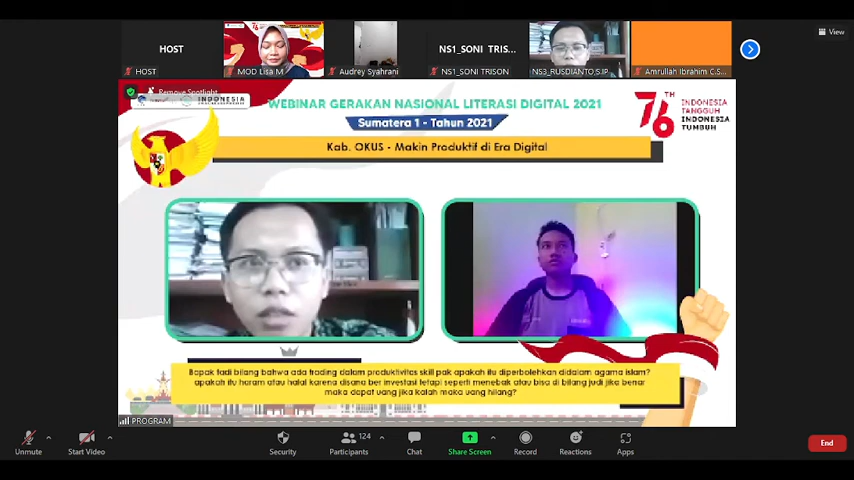 View
HOST
NS1_SONI TRIS...
HOST
MOD Lisa M
Audrey Syahrani
NS1_SONI TRISON
NS3_RUSDIANTO,S.IP
Amrullah Ibrahim C.S...
Remove Spotlight
INDONESIA
WEBINAR GERAKAN NASIONAL LITERASI DIGITAL 2021
Sumatera 1 - Tahun 2021
76 TH
INDONESIA
TANGGUH
INDONESIA
TUMBUH
Kab. OKUS - Makin Produktif di Era Digital
Bapak tadi bilang bahwa ada trading dalam produktivitas skill pak apakah itu diperbolehkan didalam agama islam?
apakah itu haram atau halal karena disana ber investasi tetapi seperti menebak atau bisa di bilang judi jika benar
maka dapat uang jika kalah maka uang hilang?
PROGRAM
Unmute
Start Video
Security
Participants
124
Chat
Share Screen
Record
Reactions
Apps
End